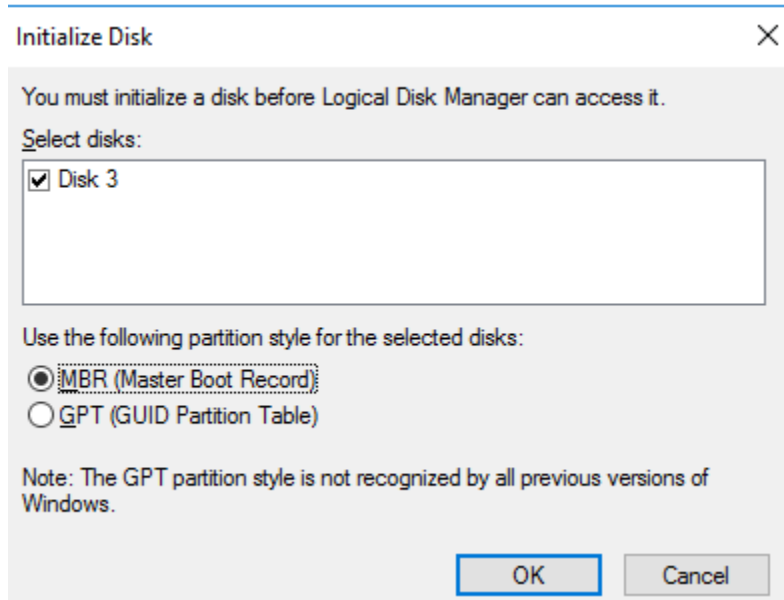 Initialize Disk
You must initialize a disk before Logical Disk Manager can access it.
Select disks:
Disk 3
Use the following partition style for the selected disks:
MBR (Master Boot Record)
GPT (GUID Partition Table)
Note: The GPT partition style is not recognized by all previous versions of
Windows.
OK Cancel